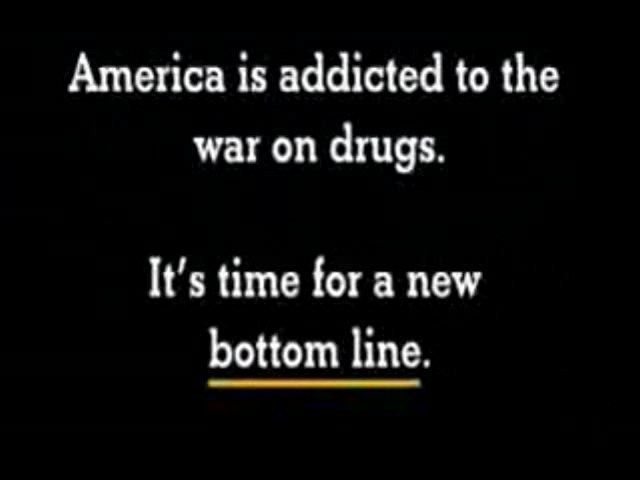 America is addicted to the
war on drugs.
It's time for a new
bottom line.